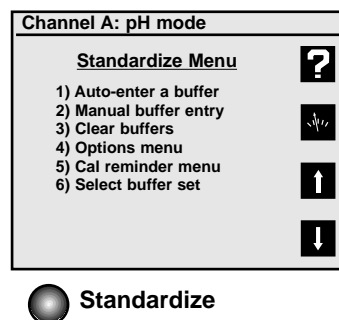 Channel A: pH mode
Standardize Menu
1) Auto-enter a buffer
2) Manual buffer entry
3) Clear buffers
4) Options menu
5) Cal reminder menu
6) Select buffer set
?
Standardize